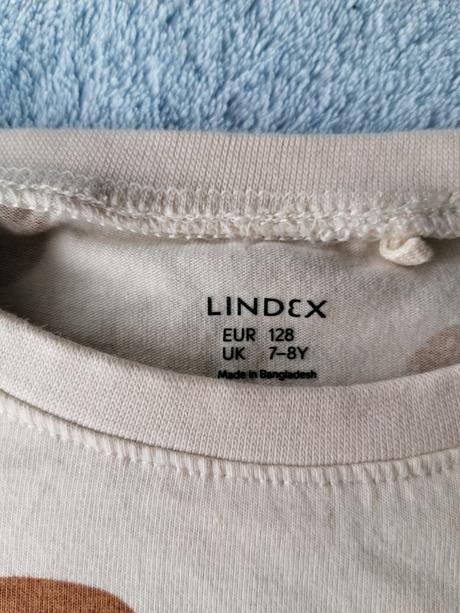 LINDEX
EUR 128
UK 7–8Y
Made in Bangladesh